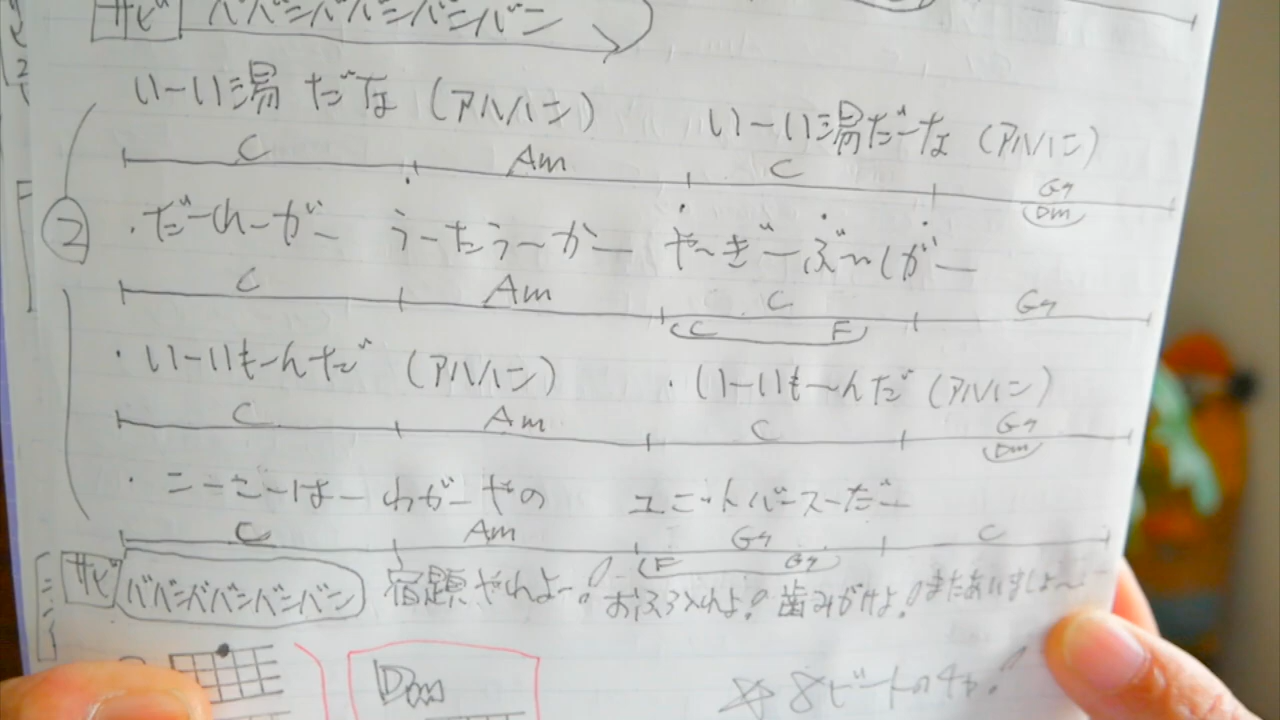 サビ ババンババンバンバン
いーい湯だな(アハハン) いーい湯だーな(アハハン)
C Am C G7
(Dm)
②
・だーれーが うーたうーかー やーぎーぶーしがー
C Am C G7
(C F)
・いーいもーんだ(アハハン) ・いーいもーんだ(アハハン)
C Am C G7
(Dm)
・こーこーはーわがーやの ユニットバースーだー
C Am G7 C
(F G7)
サビ ババンババンバンバン 宿題やれよー! おふろ入れよ! 歯みがけよ! またあいましょ〜
Dm
☆8ビートの